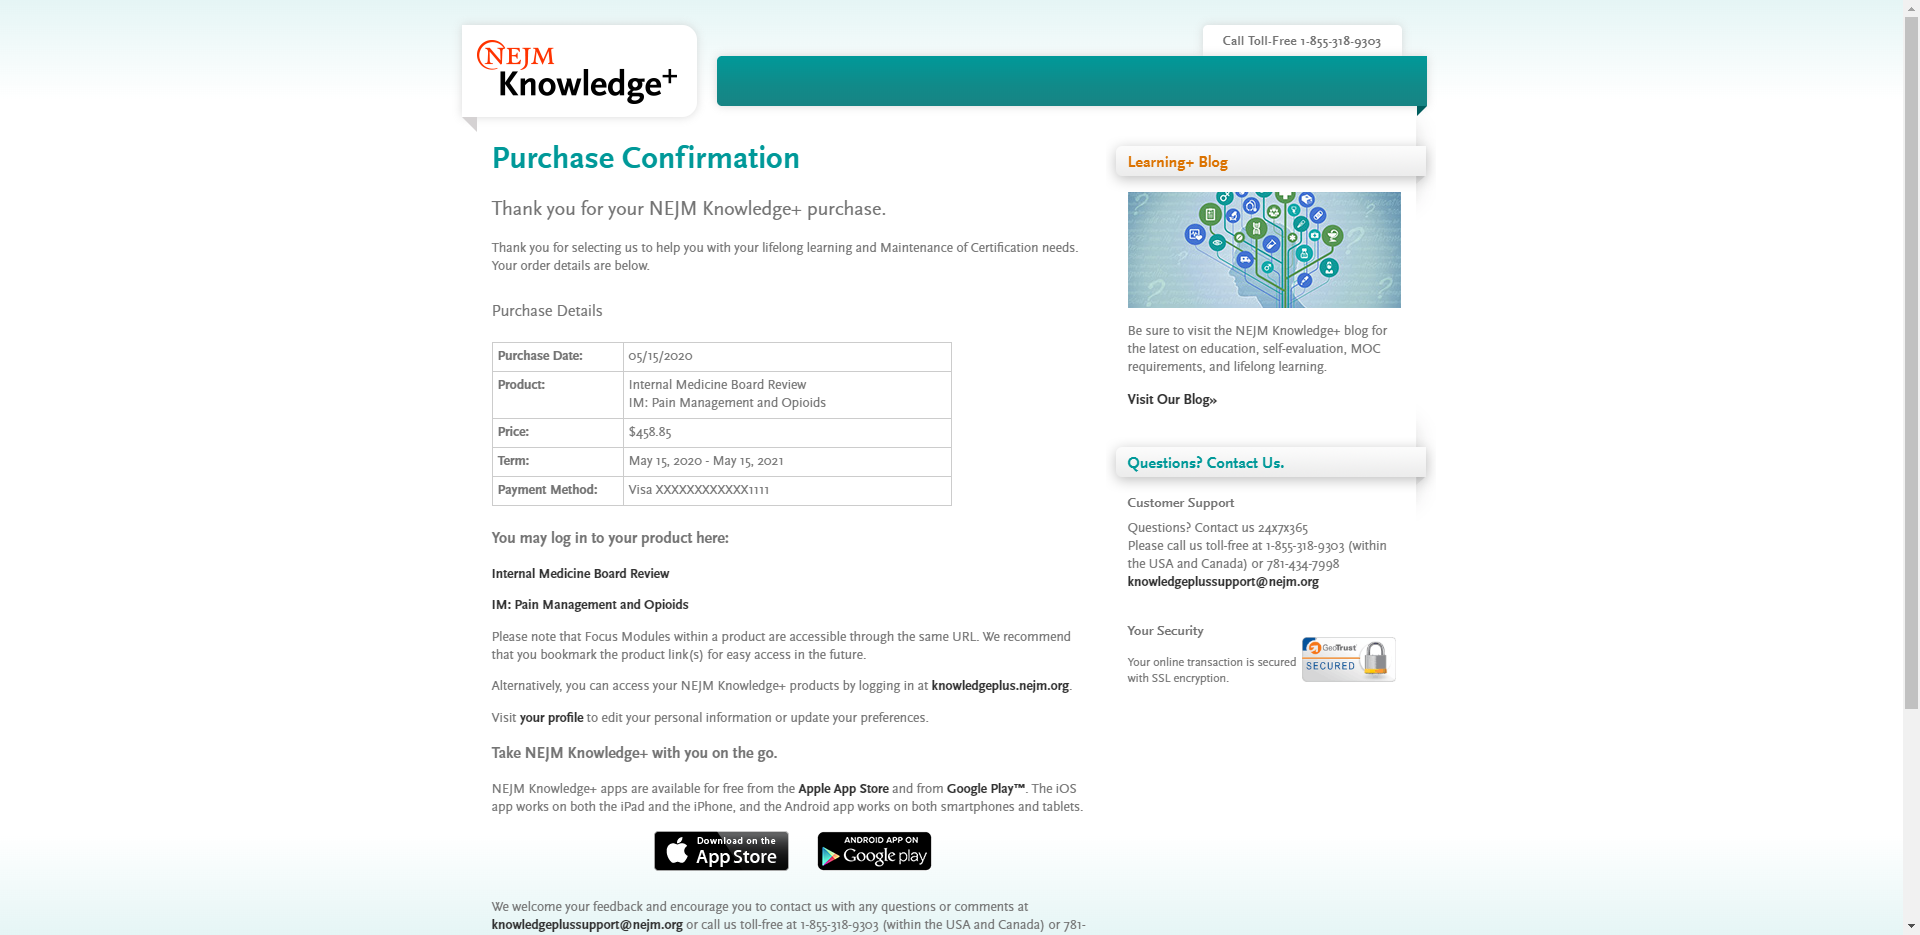 NEJM
Knowledge+
Call Toll-Free 1-855-318-9303
Purchase Confirmation
Thank you for your NEJM Knowledge+ purchase.
Thank you for selecting us to help you with your lifelong learning and Maintenance of Certification needs.
Your order details are below.
Purchase Details
Purchase Date: 05/15/2020
Product: Internal Medicine Board Review
IM: Pain Management and Opioids
Price: $458.85
Term: May 15, 2020 - May 15, 2021
Payment Method: Visa XXXXXXXXXXXX1111
You may log in to your product here:
Internal Medicine Board Review
IM: Pain Management and Opioids
Please note that Focus Modules within a product are accessible through the same URL. We recommend
that you bookmark the product link(s) for easy access in the future.
Alternatively, you can access your NEJM Knowledge+ products by logging in at knowledgeplus.nejm.org.
Visit your profile to edit your personal information or update your preferences.
Take NEJM Knowledge+ with you on the go.
NEJM Knowledge+ apps are available for free from the Apple App Store and from Google Play™. The iOS
app works on both the iPad and the iPhone, and the Android app works on both smartphones and tablets.
Download on the
App Store
ANDROID APP ON
Google play
We welcome your feedback and encourage you to contact us with any questions or comments at
knowledgeplussupport@nejm.org or call us toll-free at 1-855-318-9303 (within the USA and Canada) or 781-
Learning+ Blog
Be sure to visit the NEJM Knowledge+ blog for
the latest on education, self-evaluation, MOC
requirements, and lifelong learning.
Visit Our Blog»
Questions? Contact Us.
Customer Support
Questions? Contact us 24x7x365
Please call us toll-free at 1-855-318-9303 (within
the USA and Canada) or 781-434-7998
knowledgeplussupport@nejm.org
Your Security
Your online transaction is secured
with SSL encryption.
GeoTrust
SECURED